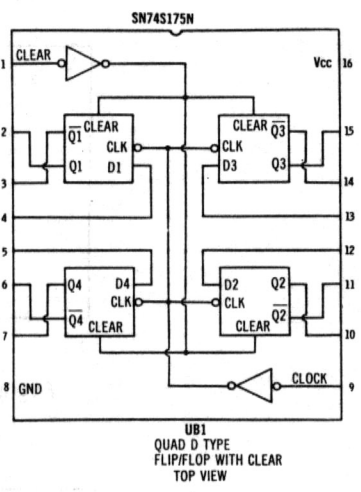 SN74S175N
1 CLEAR Vcc 16
2 Q1 CLEAR CLEAR Q3 15
CLK CLK
Q1 D1 D3 Q3
3 14
4 13
5 12
6 Q4 D4 D2 Q2 11
CLK CLK
Q4 CLEAR CLEAR Q2
7 10
8 GND CLOCK 9
UB1
QUAD D TYPE
FLIP/FLOP WITH CLEAR
TOP VIEW